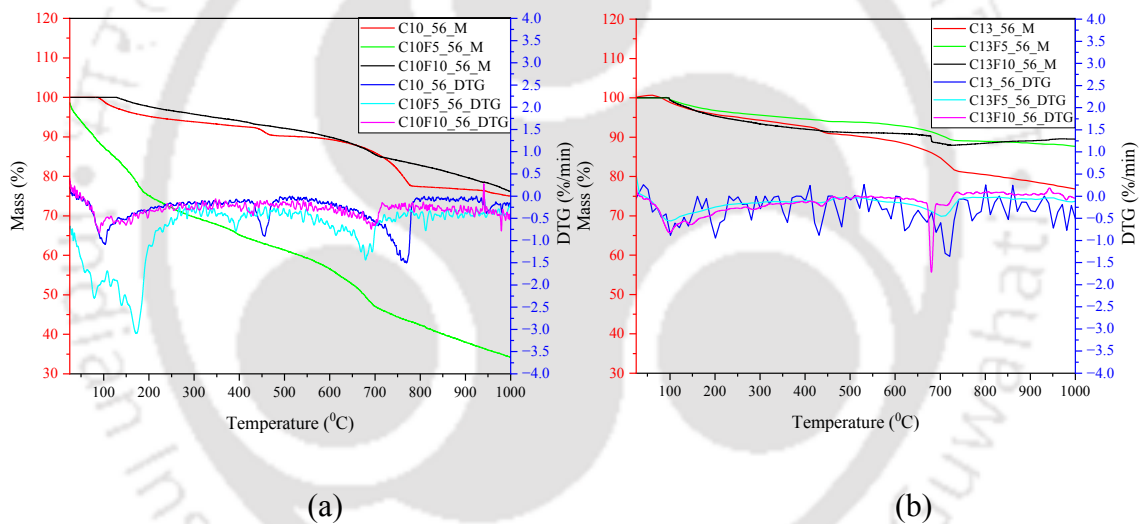 C10_56_M
C10F5_56_M
C10F10_56_M
C10_56_DTG
C10F5_56_DTG
C10F10_56_DTG
120
110
100
90
80
70
60
50
40
30
Mass (%)
4.0
3.5
3.0
2.5
2.0
1.5
1.0
0.5
0.0
−0.5
−1.0
−1.5
−2.0
−2.5
−3.0
−3.5
−4.0
DTG (%/min)
100 200 300 400 500 600 700 800 900 1000
Temperature (⁰C)
(a)
C13_56_M
C13F5_56_M
C13F10_56_M
C13_56_DTG
C13F5_56_DTG
C13F10_56_DTG
120
110
100
90
80
70
60
50
40
30
Mass (%)
4.0
3.5
3.0
2.5
2.0
1.5
1.0
0.5
0.0
−0.5
−1.0
−1.5
−2.0
−2.5
−3.0
−3.5
−4.0
DTG (%/min)
100 200 300 400 500 600 700 800 900 1000
Temperature (⁰C)
(b)
uwahati